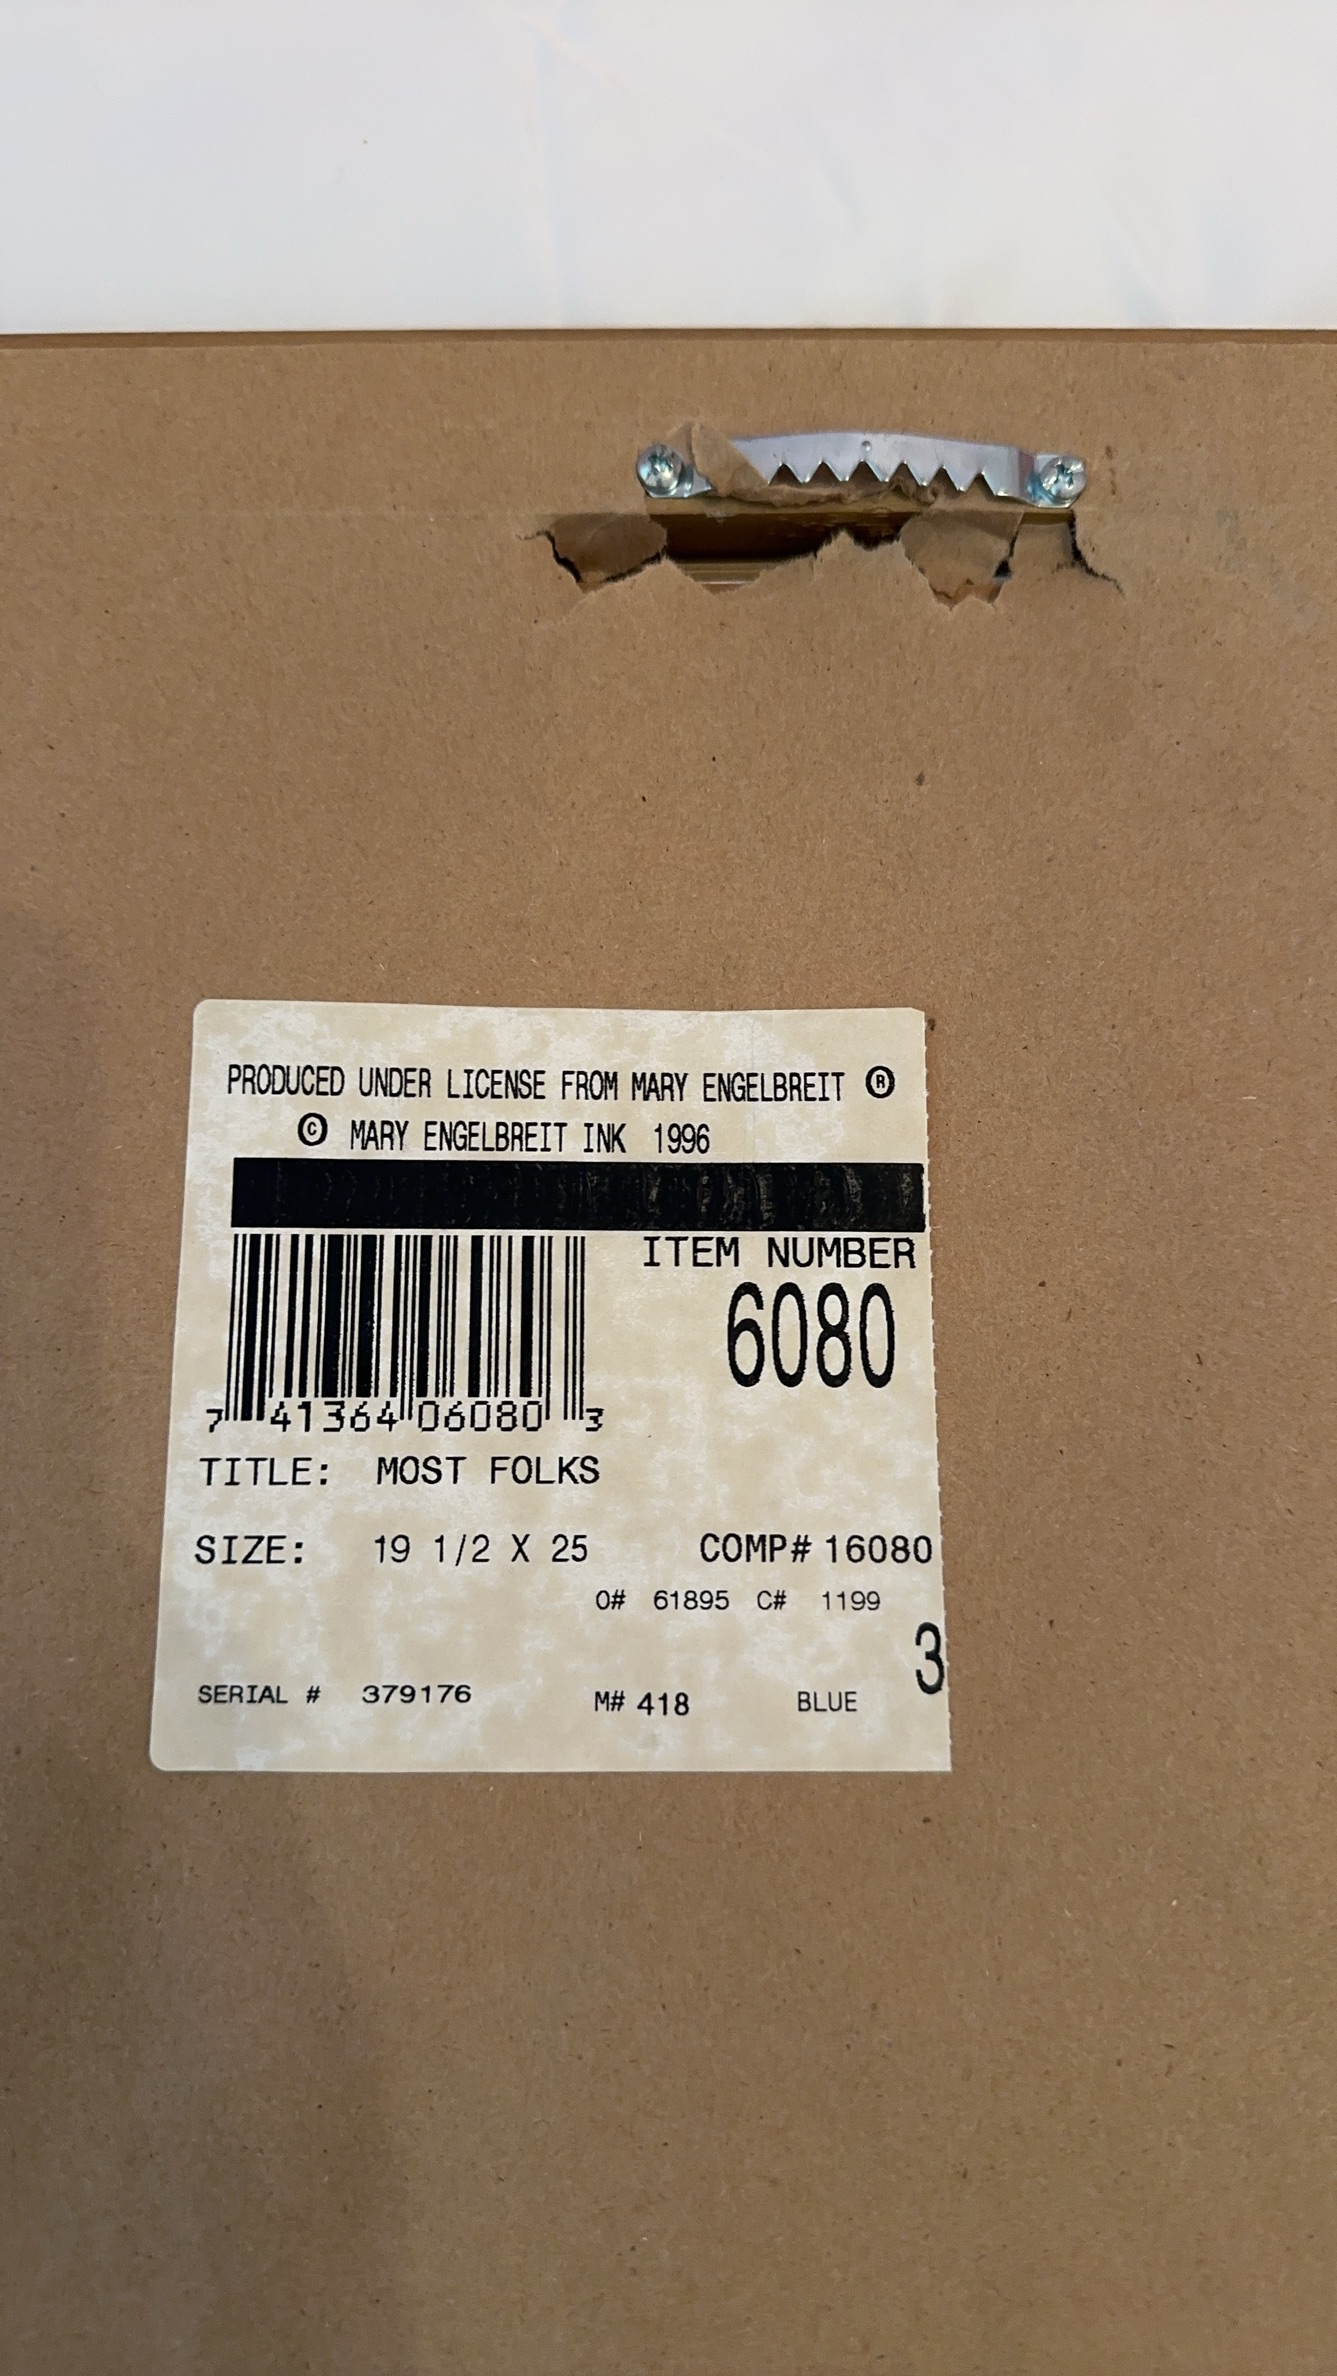 PRODUCED UNDER LICENSE FROM MARY ENGELBREIT ®
© MARY ENGELBREIT INK 1996
ITEM NUMBER
6080
7 41364 06080 3
TITLE: MOST FOLKS
SIZE: 19 1/2 X 25 COMP# 16080
O# 61895 C# 1199
3
SERIAL # 379176 M# 418 BLUE